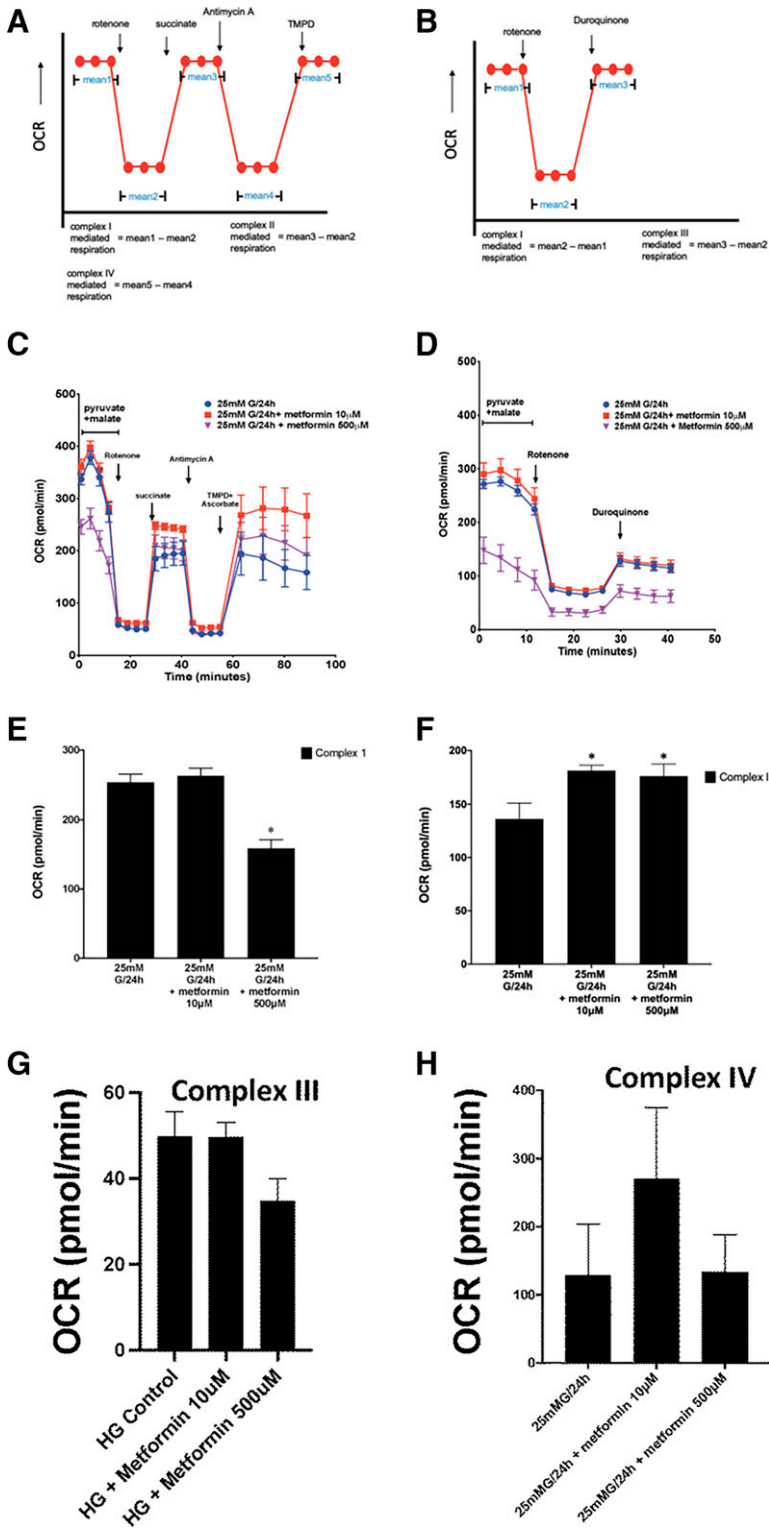 A
rotenone
succinate
Antimycin A
TMPD
OCR
mean1
mean2
mean3
mean4
mean5
complex I
mediated = mean1 – mean2
respiration
complex II
mediated = mean3 – mean2
respiration
complex IV
mediated = mean5 – mean4
respiration
B
rotenone
Duroquinone
OCR
mean1
mean2
mean3
complex I
mediated = mean2 – mean1
respiration
complex III
mediated = mean3 – mean2
respiration
C
500
400
300
200
100
0
OCR (pmol/min)
pyruvate
+malate
Rotenone
succinate
Antimycin A
TMPD+
Ascorbate
25mM G/24h
25mM G/24h+ metformin 10µM
25mM G/24h + metformin 500µM
0 20 40 60 80 100
Time (minutes)
D
500
400
300
200
100
0
OCR (pmol/min)
pyruvate
+malate
Rotenone
Duroquinone
25mM G/24h
25mM G/24h+ metformin 10µM
25mM G/24h + Metformin 500µM
0 10 20 30 40 50
Time (minutes)
E
300
200
100
0
OCR (pmol/min)
Complex 1
*
25mM
G/24h
25mM
G/24h
+ metformin
10µM
25mM
G/24h
+ metformin
500µM
F
200
150
100
50
0
OCR (pmol/min)
Complex I
* *
25mM
G/24h
25mM
G/24h
+ metformin
10µM
25mM
G/24h
+ metformin
500µM
G
Complex III
60
40
20
0
OCR (pmol/min)
HG Control
HG + Metformin 10uM
HG + Metformin 500uM
H
Complex IV
400
300
200
100
0
OCR (pmol/min)
25mMG/24h
25mMG/24h + metformin 10µM
25mMG/24h + metformin 500µM